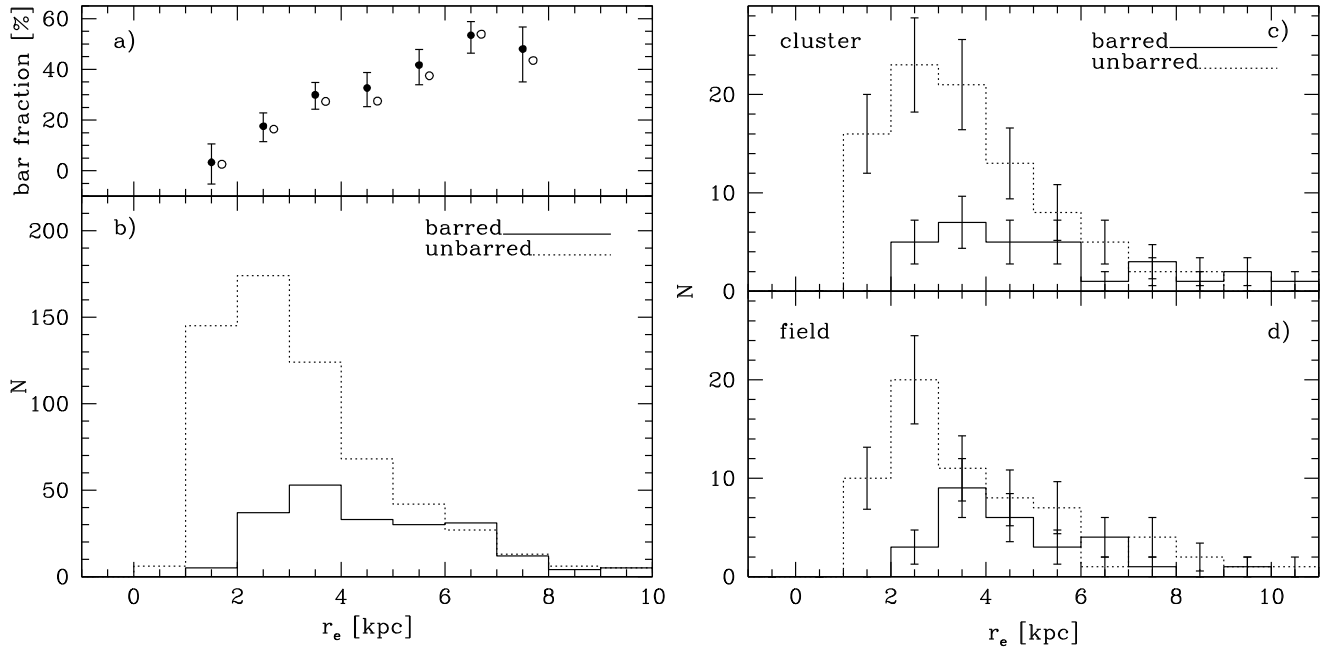 bar fraction [%]
60
40
20
0
a)
N
200
150
100
50
0
b)
barred
unbarred
0 2 4 6 8 10
r_e [kpc]
N
20
10
0
cluster
c)
barred
unbarred
20
10
0
field
d)
0 2 4 6 8 10
r_e [kpc]